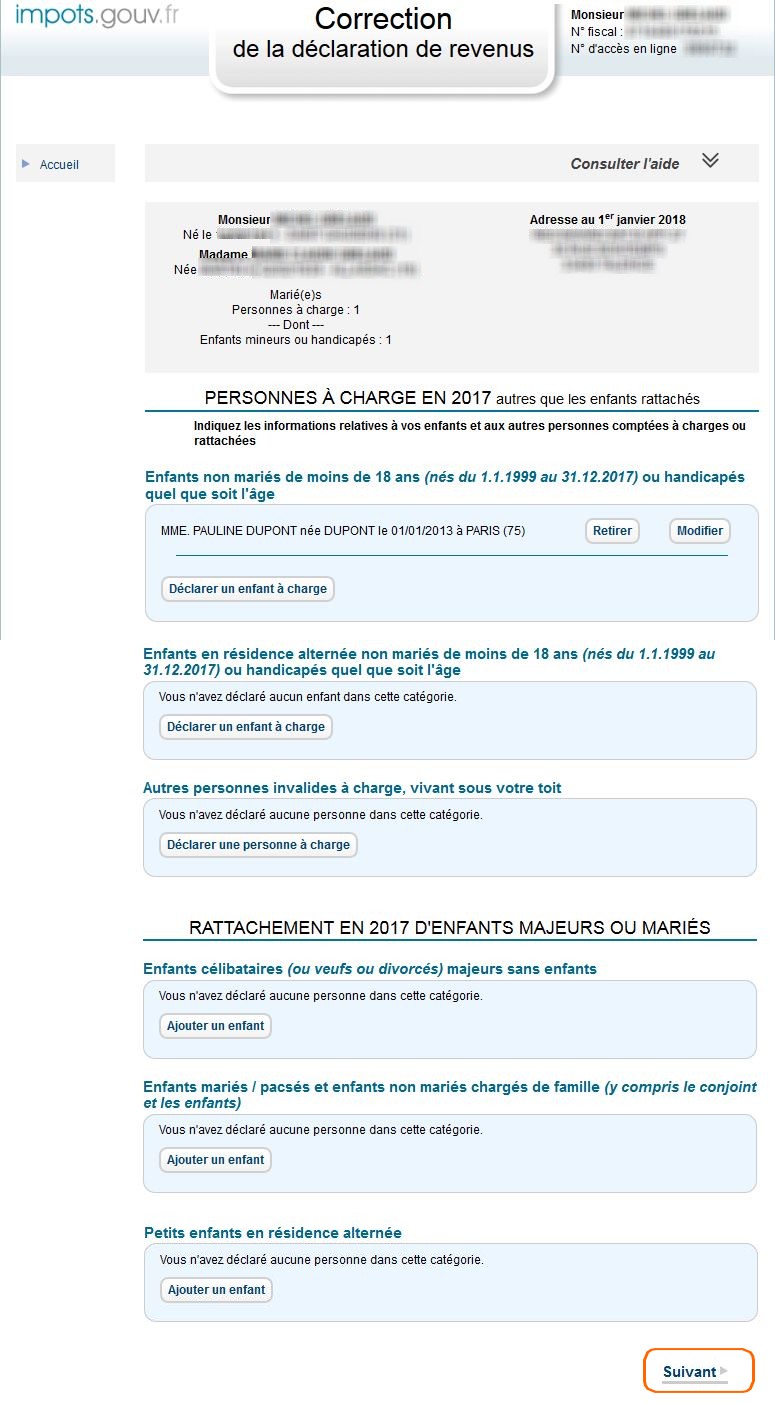 impots.gouv.fr
Correction
de la déclaration de revenus
Monsieur
N° fiscal :
N° d'accès en ligne
Accueil
Consulter l'aide
Monsieur
Né le
Madame
Née
Adresse au 1er janvier 2018
Marié(e)s
Personnes à charge : 1
--- Dont ---
Enfants mineurs ou handicapés : 1
PERSONNES À CHARGE EN 2017 autres que les enfants rattachés
Indiquez les informations relatives à vos enfants et aux autres personnes comptées à charges ou
rattachées
Enfants non mariés de moins de 18 ans (nés du 1.1.1999 au 31.12.2017) ou handicapés
quel que soit l'âge
MME. PAULINE DUPONT née DUPONT le 01/01/2013 à PARIS (75) Retirer Modifier
Déclarer un enfant à charge
Enfants en résidence alternée non mariés de moins de 18 ans (nés du 1.1.1999 au
31.12.2017) ou handicapés quel que soit l'âge
Vous n'avez déclaré aucun enfant dans cette catégorie.
Déclarer un enfant à charge
Autres personnes invalides à charge, vivant sous votre toit
Vous n'avez déclaré aucune personne dans cette catégorie.
Déclarer une personne à charge
RATTACHEMENT EN 2017 D'ENFANTS MAJEURS OU MARIÉS
Enfants célibataires (ou veufs ou divorcés) majeurs sans enfants
Vous n'avez déclaré aucune personne dans cette catégorie.
Ajouter un enfant
Enfants mariés / pacsés et enfants non mariés chargés de famille (y compris le conjoint
et les enfants)
Vous n'avez déclaré aucune personne dans cette catégorie.
Ajouter un enfant
Petits enfants en résidence alternée
Vous n'avez déclaré aucune personne dans cette catégorie.
Ajouter un enfant
Suivant